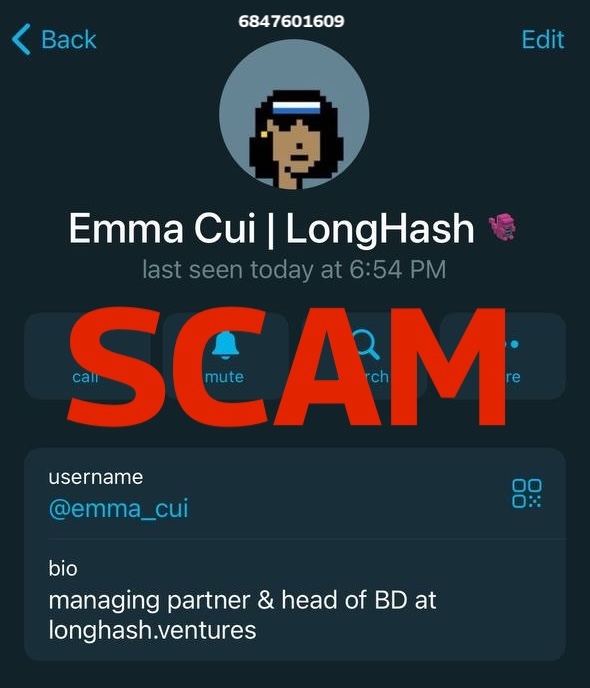 6847601609
Back
Edit
Emma Cui | LongHash
last seen today at 6:54 PM
SCAM
call
mute
rch
re
username
@emma_cui
bio
managing partner & head of BD at
longhash.ventures